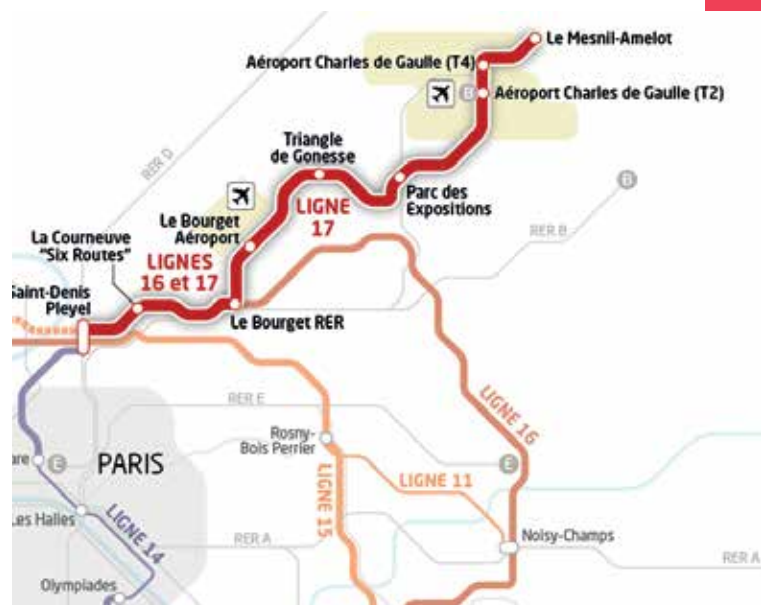 Le Mesnil-Amelot
Aéroport Charles de Gaulle (T4)
B
Aéroport Charles de Gaulle (T2)
RER D
Triangle
de Gonesse
Parc des
Expositions
B
LIGNE
17
Le Bourget
Aéroport
La Courneuve
"Six Routes"
LIGNES
16 et 17
RER B
Saint-Denis
Pleyel
Le Bourget RER
LIGNE 16
RER E
Rosny-
Bois Perrier
are
E
PARIS
E
LIGNE 11
LIGNE 15
Les Halles
LIGNE 14
RER A
Noisy-Champs
RER A
Olympiades